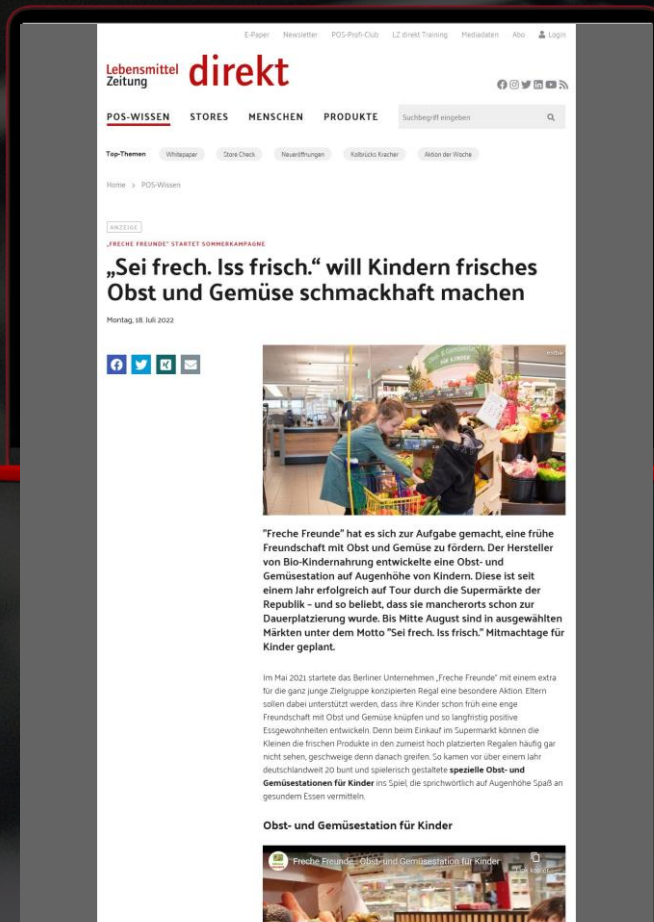 E-Paper Newsletter POS-Profi-Club LZ direkt Training Mediadaten Abo Login
Lebensmittel Zeitung direkt
POS-WISSEN STORES MENSCHEN PRODUKTE Suchbegriff eingeben
Top-Themen Whitepaper Store Check Neueröffnungen Kolbrücks Kracher Aktion der Woche
Home > POS-Wissen
ANZEIGE
„FRECHE FREUNDE“ STARTET SOMMERKAMPAGNE
„Sei frech. Iss frisch.“ will Kindern frisches
Obst und Gemüse schmackhaft machen
Montag, 18. Juli 2022
erdbär
Obst- & Gemüsestation
FÜR KINDER
"Freche Freunde" hat es sich zur Aufgabe gemacht, eine frühe
Freundschaft mit Obst und Gemüse zu fördern. Der Hersteller
von Bio-Kindernahrung entwickelte eine Obst- und
Gemüsestation auf Augenhöhe von Kindern. Diese ist seit
einem Jahr erfolgreich auf Tour durch die Supermärkte der
Republik – und so beliebt, dass sie mancherorts schon zur
Dauerplatzierung wurde. Bis Mitte August sind in ausgewählten
Märkten unter dem Motto "Sei frech. Iss frisch." Mitmachtage für
Kinder geplant.
Im Mai 2021 startete das Berliner Unternehmen „Freche Freunde“ mit einem extra
für die ganz junge Zielgruppe konzipierten Regal eine besondere Aktion. Eltern
sollen dabei unterstützt werden, dass ihre Kinder schon früh eine enge
Freundschaft mit Obst und Gemüse knüpfen und so langfristig positive
Essgewohnheiten entwickeln. Denn beim Einkauf im Supermarkt können die
Kleinen die frischen Produkte in den zumeist hoch platzierten Regalen häufig gar
nicht sehen, geschweige denn danach greifen. So kamen vor über einem Jahr
deutschlandweit 20 bunt und spielerisch gestaltete spezielle Obst- und
Gemüsestationen für Kinder ins Spiel, die sprichwörtlich auf Augenhöhe Spaß an
gesundem Essen vermitteln.
Obst- und Gemüsestation für Kinder
Freche Freunde - Obst-und Gemüsestation für Kinder